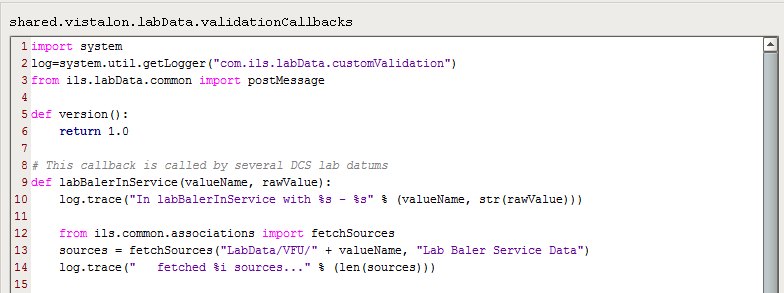 shared.vistalon.labData.validationCallbacks
1 import system
2 log=system.util.getLogger("com.ils.labData.customValidation")
3 from ils.labData.common import postMessage
4
5 def version():
6     return 1.0
7
8 # This callback is called by several DCS lab datums
9 def labBalerInService(valueName, rawValue):
10     log.trace("In labBalerInService with %s - %s" % (valueName, str(rawValue)))
11
12     from ils.common.associations import fetchSources
13     sources = fetchSources("LabData/VFU/" + valueName, "Lab Baler Service Data")
14     log.trace("   fetched %i sources..." % (len(sources)))
15